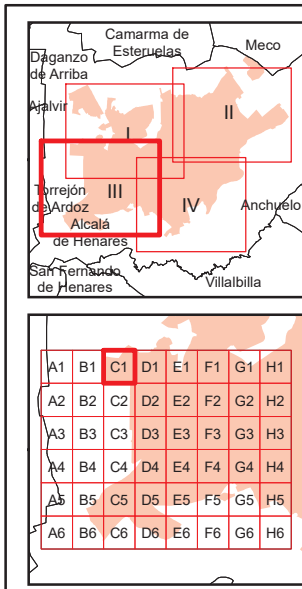 Camarma de
Esteruelas
Meco
Daganzo
de Arriba
Ajalvir
I
II
Torrejón
de Ardoz
III
IV
Anchuelo
Alcalá
de Henares
San Fernando
de Henares
Villalbilla
A1 B1 C1 D1 E1 F1 G1 H1
A2 B2 C2 D2 E2 F2 G2 H2
A3 B3 C3 D3 E3 F3 G3 H3
A4 B4 C4 D4 E4 F4 G4 H4
A5 B5 C5 D5 E5 F5 G5 H5
A6 B6 C6 D6 E6 F6 G6 H6